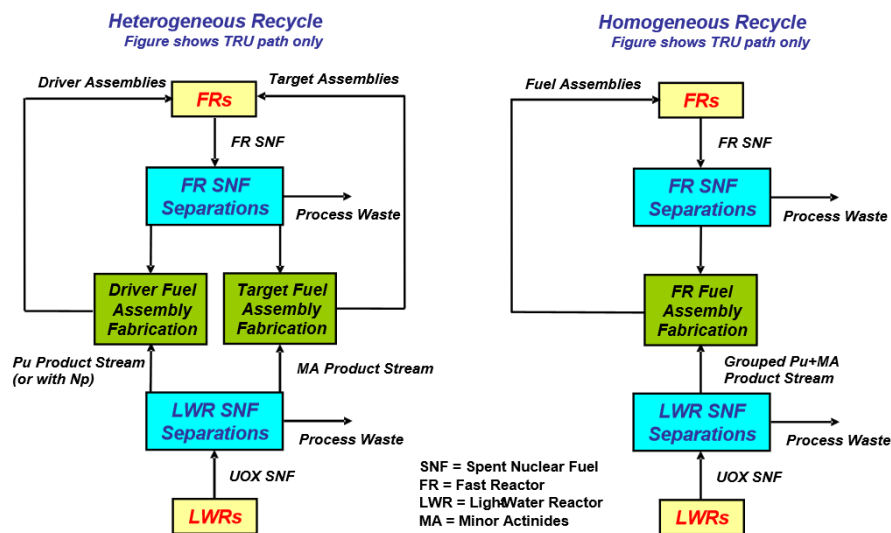 Heterogeneous Recycle
Figure shows TRU path only
Driver Assemblies
Target Assemblies
FRs
FR SNF
FR SNF
Separations
Process Waste
Driver Fuel
Assembly
Fabrication
Target Fuel
Assembly
Fabrication
Pu Product Stream
(or with Np)
MA Product Stream
LWR SNF
Separations
Process Waste
UOX SNF
LWRs
Homogeneous Recycle
Figure shows TRU path only
Fuel Assemblies
FRs
FR SNF
FR SNF
Separations
Process Waste
FR Fuel
Assembly
Fabrication
Grouped Pu+MA
Product Stream
LWR SNF
Separations
Process Waste
UOX SNF
LWRs
SNF = Spent Nuclear Fuel
FR = Fast Reactor
LWR = Light-Water Reactor
MA = Minor Actinides